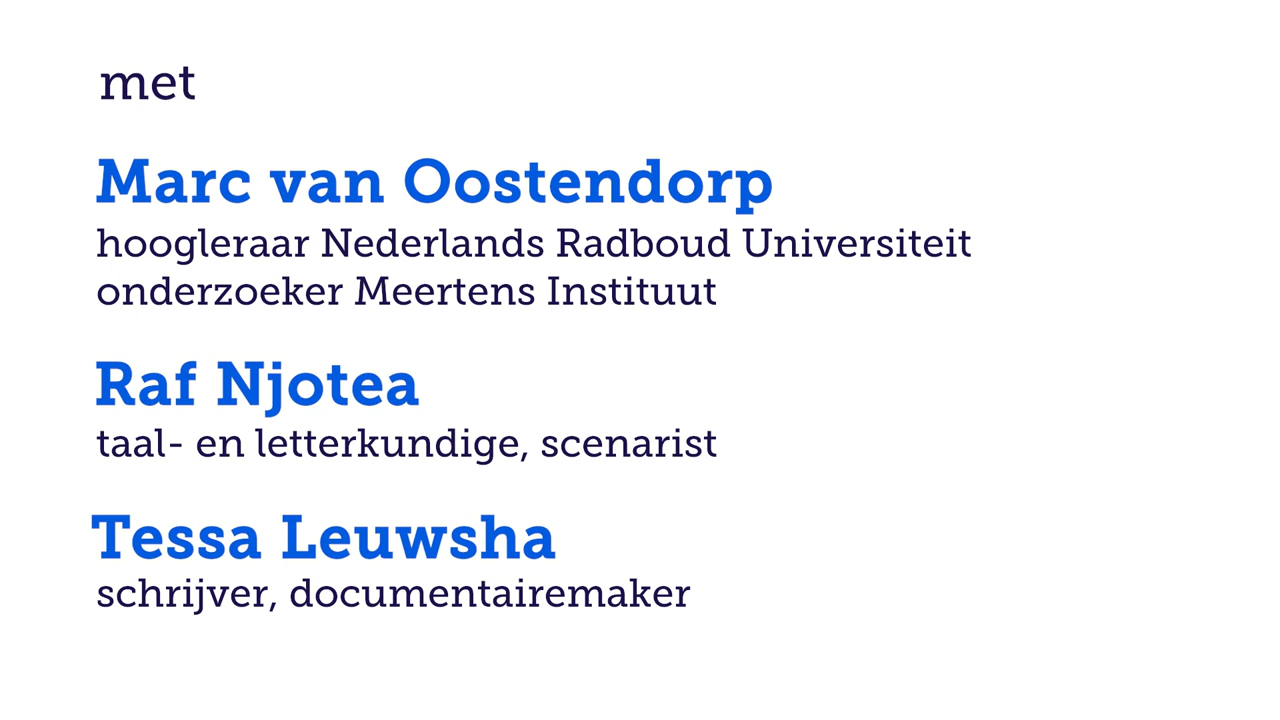 met
Marc van Oostendorp
hoogleraar Nederlands Radboud Universiteit
onderzoeker Meertens Instituut
Raf Njotea
taal- en letterkundige, scenarist
Tessa Leuwsha
schrijver, documentairemaker